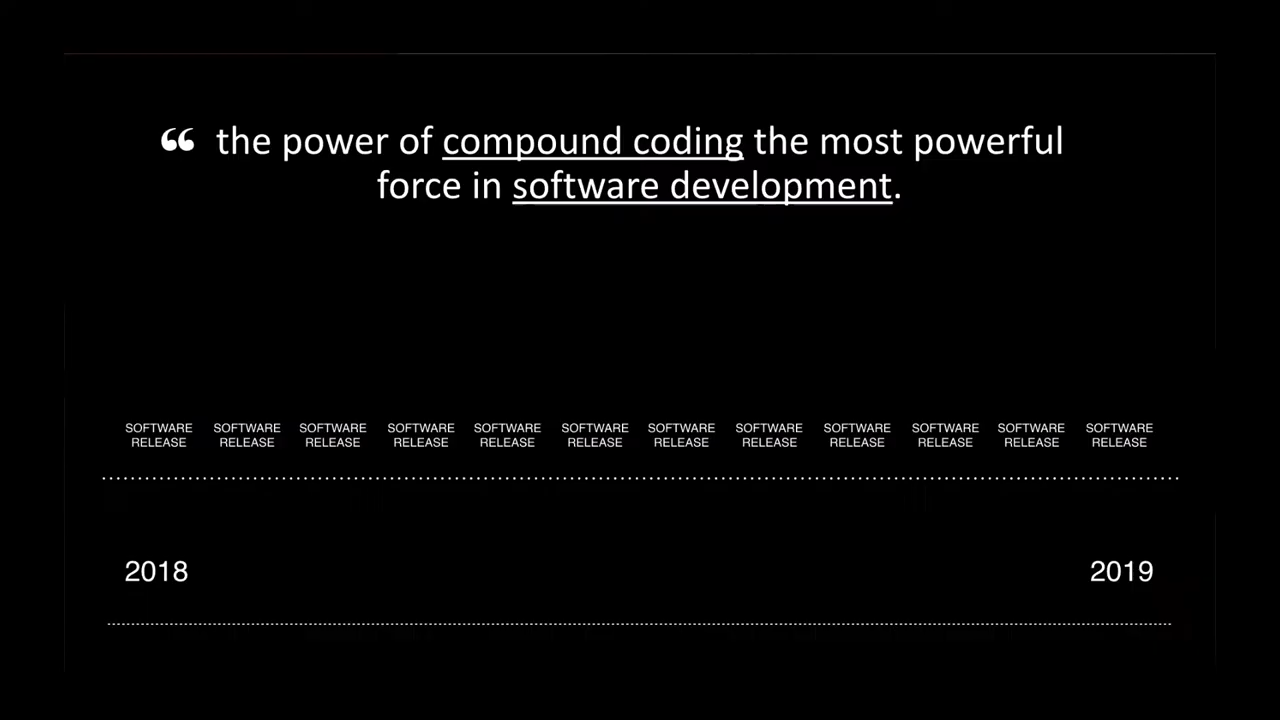 “ the power of compound coding the most powerful
force in software development.
SOFTWARE SOFTWARE SOFTWARE SOFTWARE SOFTWARE SOFTWARE SOFTWARE SOFTWARE SOFTWARE SOFTWARE SOFTWARE SOFTWARE
RELEASE RELEASE RELEASE RELEASE RELEASE RELEASE RELEASE RELEASE RELEASE RELEASE RELEASE RELEASE
2018 2019